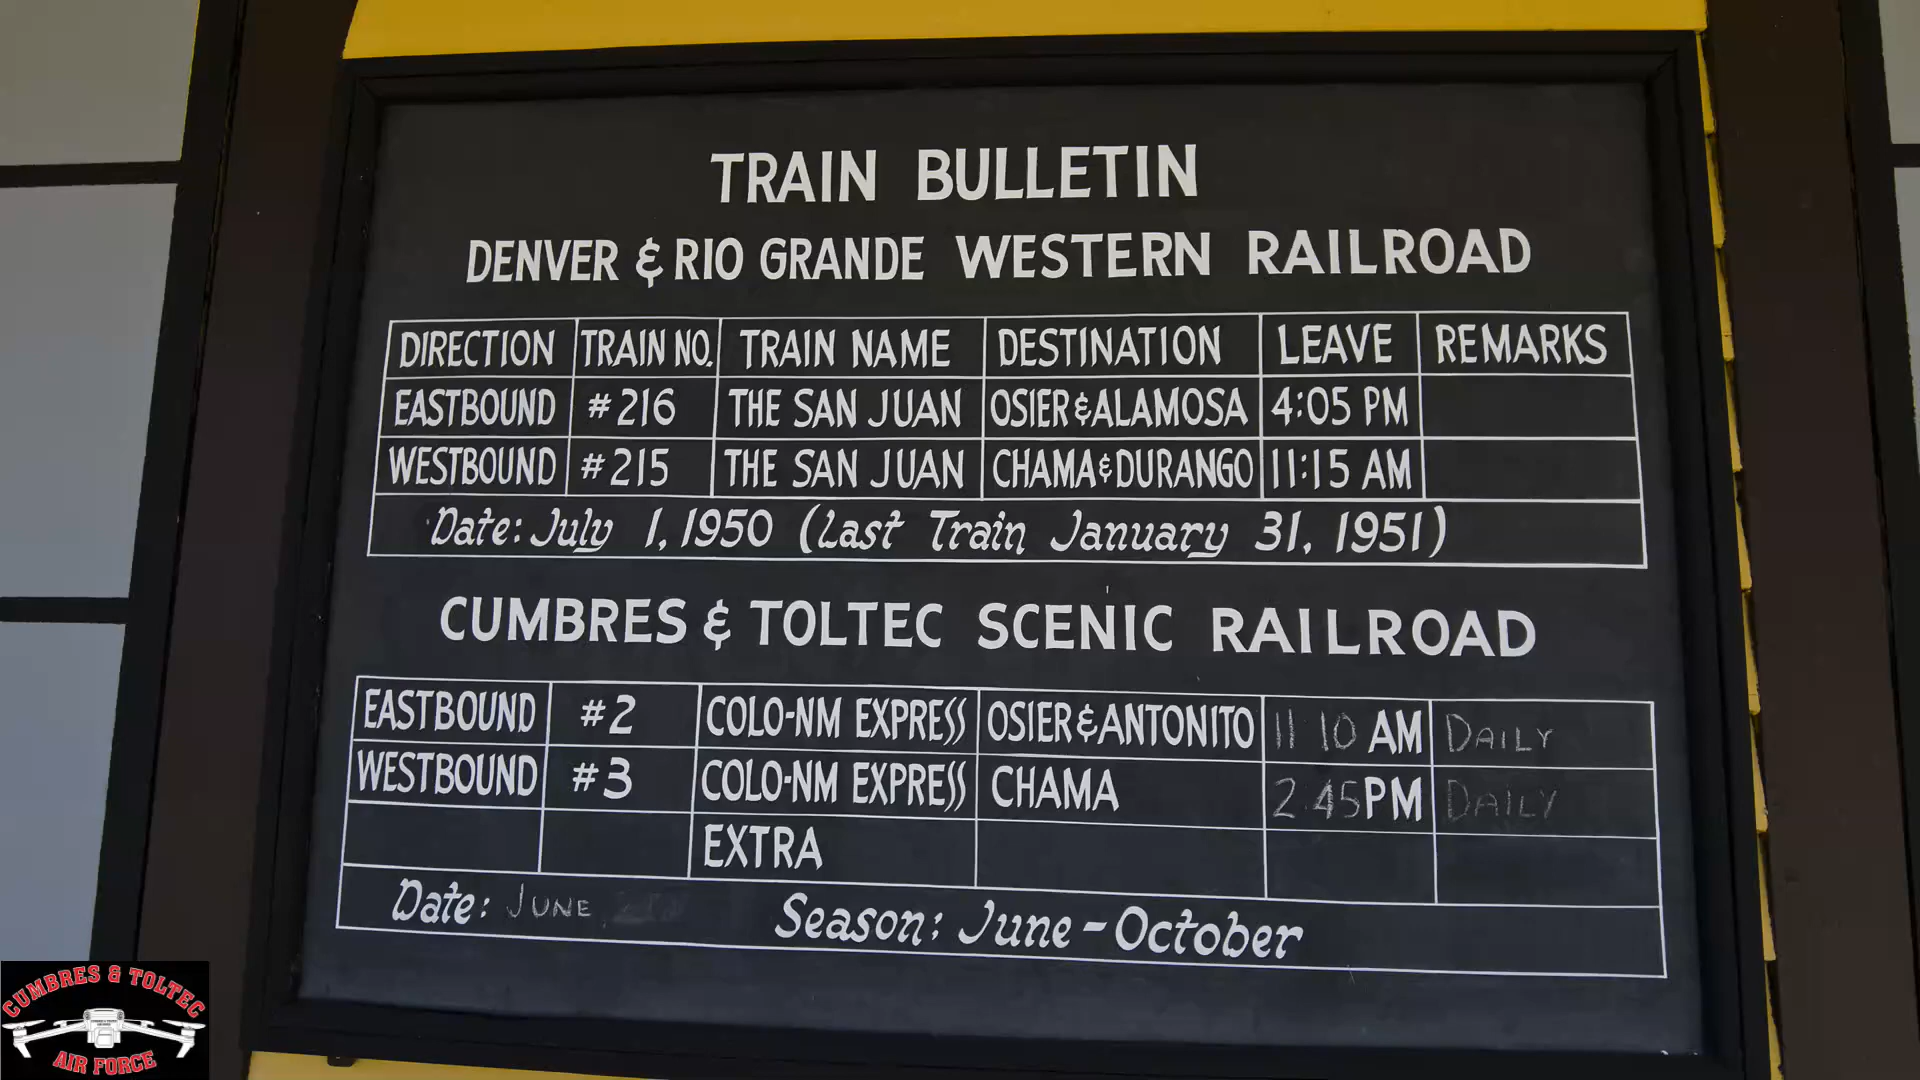 TRAIN BULLETIN
DENVER & RIO GRANDE WESTERN RAILROAD
DIRECTION TRAIN NO. TRAIN NAME DESTINATION LEAVE REMARKS
EASTBOUND #216 THE SAN JUAN OSIER & ALAMOSA 4:05 PM
WESTBOUND #215 THE SAN JUAN CHAMA & DURANGO 11:15 AM
Date: July 1, 1950 (Last Train January 31, 1951)
CUMBRES & TOLTEC SCENIC RAILROAD
EASTBOUND #2 COLO-NM EXPRESS OSIER & ANTONITO 11 10 AM DAILY
WESTBOUND #3 COLO-NM EXPRESS CHAMA 2:45 PM DAILY
EXTRA
Date: JUNE Season: June - October
CUMBRES & TOLTEC
AIR FORCE